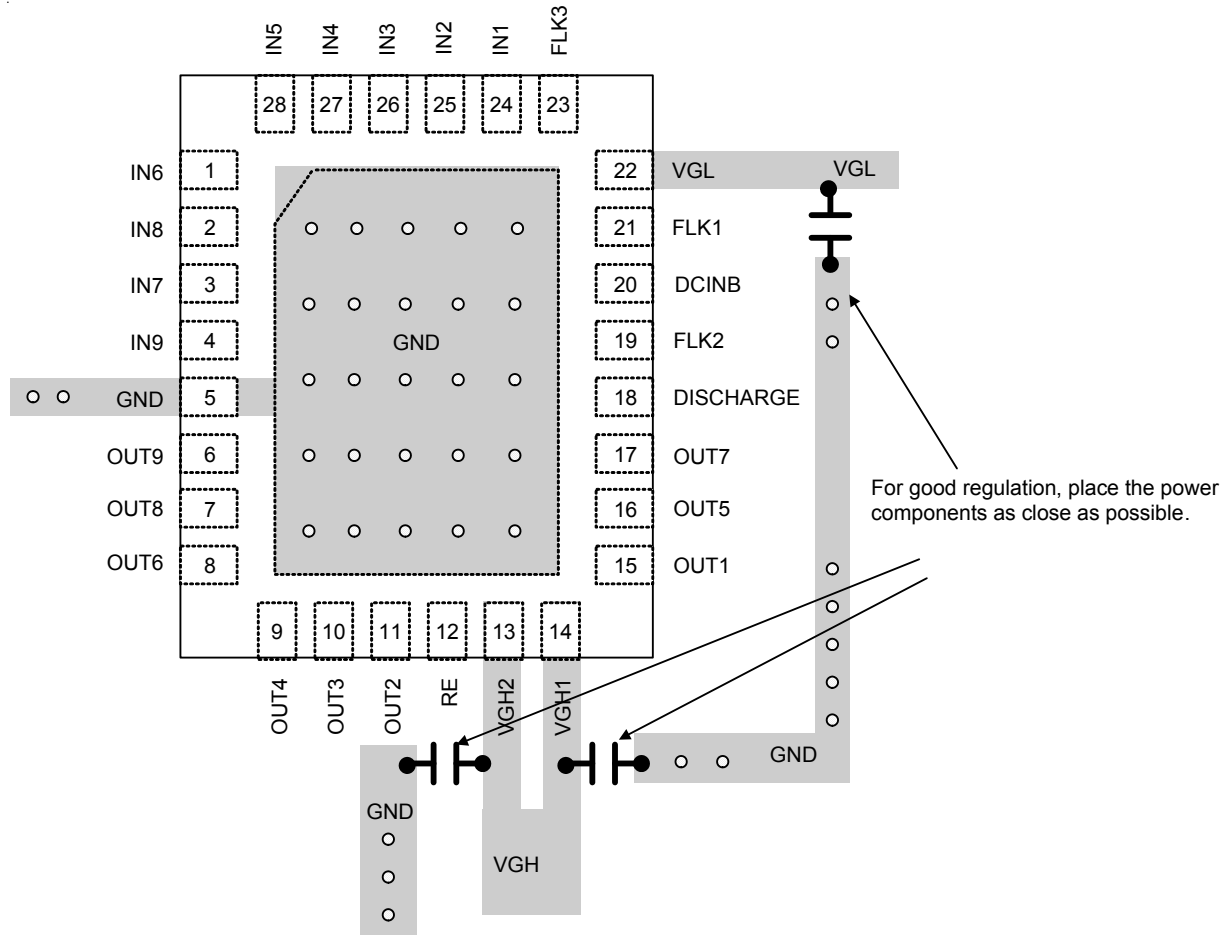 IN5 IN4 IN3 IN2 IN1 FLK3
28 27 26 25 24 23
IN6 1 22 VGL VGL
IN8 2 21 FLK1
IN7 3 20 DCINB
IN9 4 GND 19 FLK2
GND 5 18 DISCHARGE
OUT9 6 17 OUT7
For good regulation, place the power
components as close as possible.
OUT8 7 16 OUT5
OUT6 8 15 OUT1
9 10 11 12 13 14
OUT4 OUT3 OUT2 RE VGH2 VGH1
GND
GND
VGH